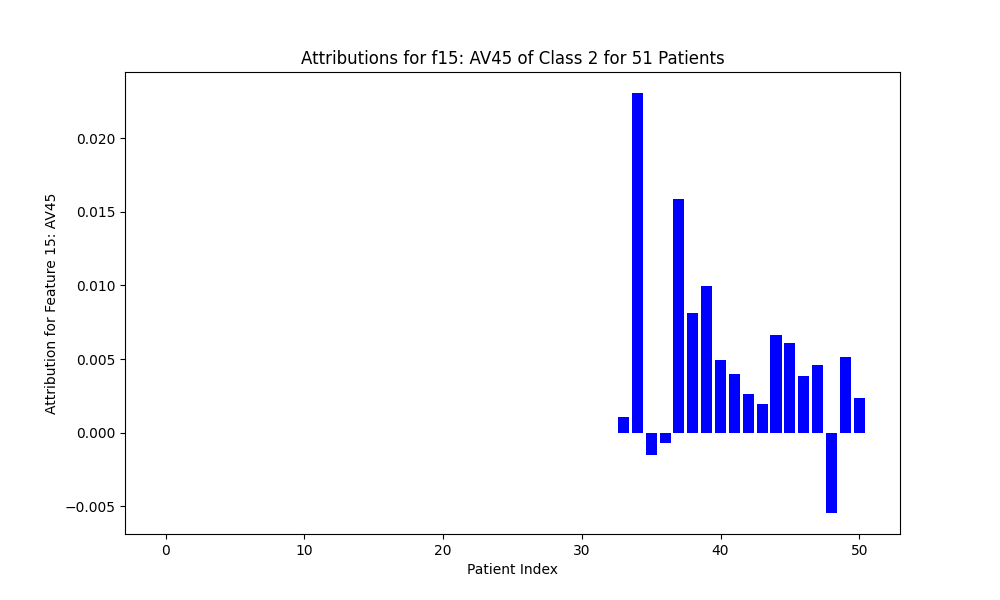 Attributions for f15: AV45 of Class 2 for 51 Patients
Attribution for Feature 15: AV45
0.020
0.015
0.010
0.005
0.000
−0.005
0 10 20 30 40 50
Patient Index